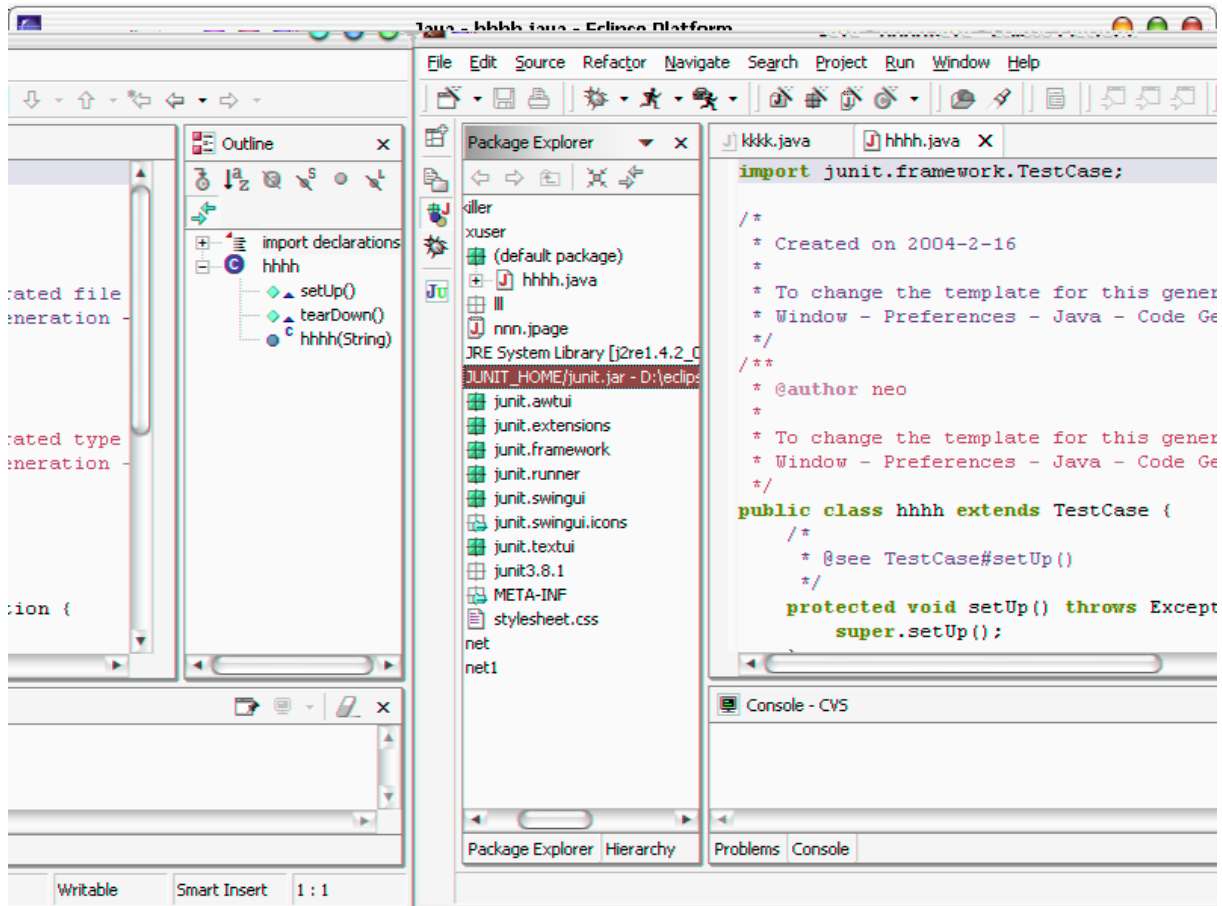 Java - hhhh.java - Eclipse Platform
File Edit Source Refactor Navigate Search Project Run Window Help
Outline
import declarations
hhhh
setUp()
tearDown()
hhhh(String)
rated file
eneration -
rated type
eneration -
tion {
Writable
Smart Insert
1 : 1
Package Explorer
killer
xuser
(default package)
hhhh.java
lll
nnn.jpage
JRE System Library [j2re1.4.2_0
JUNIT_HOME/junit.jar - D:\eclips
junit.awtui
junit.extensions
junit.framework
junit.runner
junit.swingui
junit.swingui.icons
junit.textui
junit3.8.1
META-INF
stylesheet.css
net
net1
Package Explorer Hierarchy
kkkk.java
hhhh.java
import junit.framework.TestCase;
/*
* Created on 2004-2-16
*
* To change the template for this gener
* Window - Preferences - Java - Code Ge
*/
/**
* @author neo
*
* To change the template for this gener
* Window - Preferences - Java - Code Ge
*/
public class hhhh extends TestCase {
/*
* @see TestCase#setUp()
*/
protected void setUp() throws Except
super.setUp();
Console - CVS
Problems Console